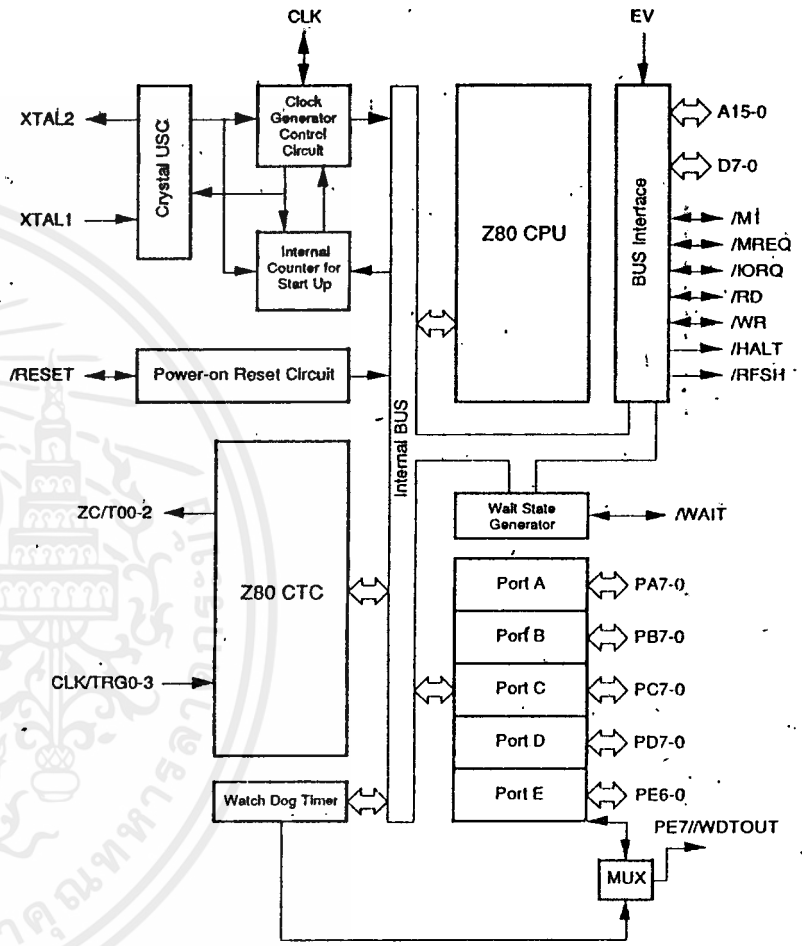 CLK
EV
XTAL2
XTAL1
Crystal OSC
Clock
Generator
Control
Circuit
Internal
Counter for
Start Up
Z80 CPU
BUS Interface
A15-0
D7-0
/M1
/MREQ
/IORQ
/RD
/WR
/HALT
/RFSH
/RESET
Power-on Reset Circuit
Internal BUS
ZC/T00-2
Z80 CTC
CLK/TRG0-3
Wait State
Generator
/WAIT
Port A
PA7-0
Port B
PB7-0
Port C
PC7-0
Port D
PD7-0
Port E
PE6-0
Watch Dog Timer
PE7//WDTOUT
MUX